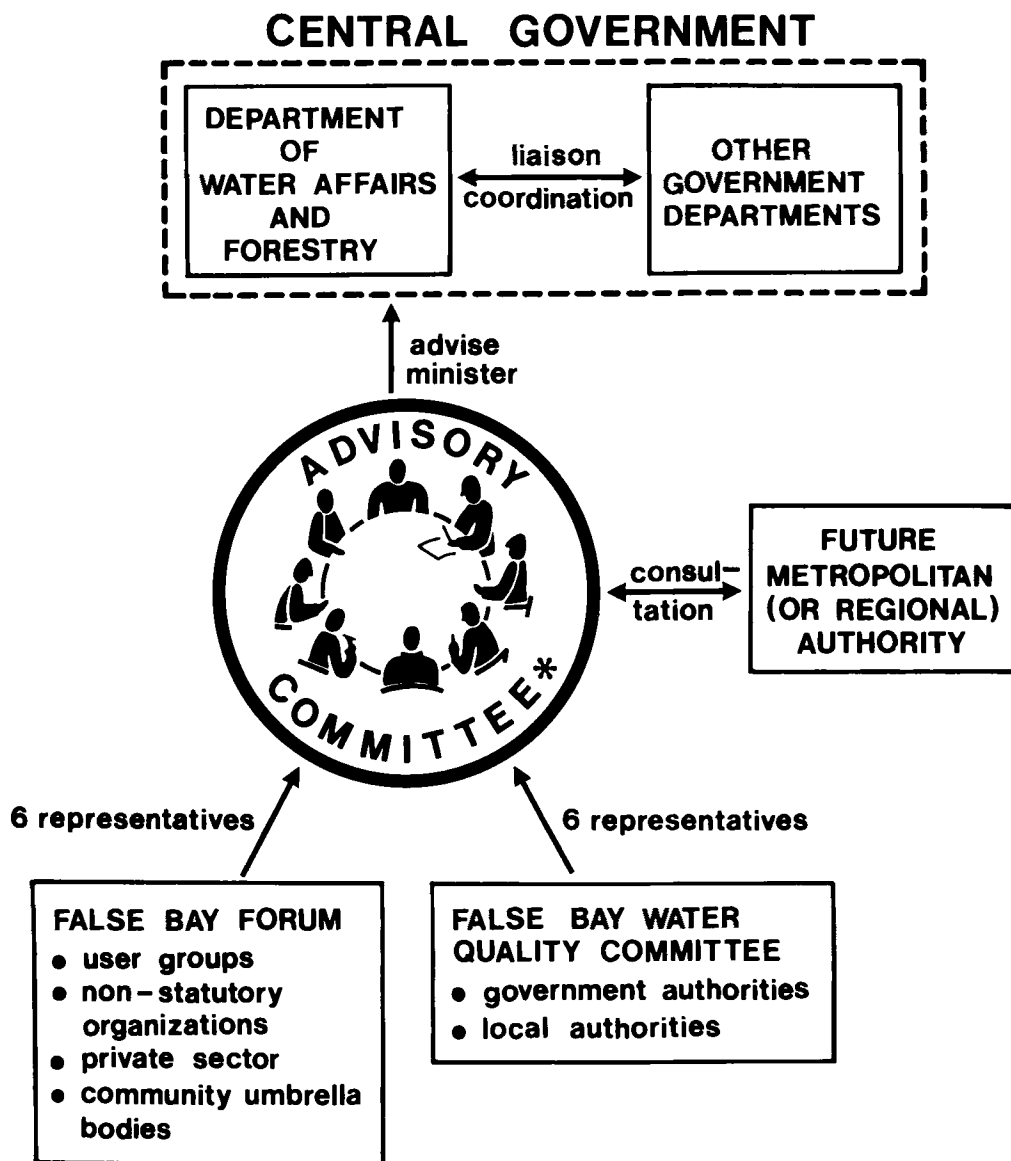 CENTRAL GOVERNMENT
DEPARTMENT
OF
WATER AFFAIRS
AND
FORESTRY
liaison
coordination
OTHER
GOVERNMENT
DEPARTMENTS
advise
minister
ADVISORY
COMMITTEE*
consul-
tation
FUTURE
METROPOLITAN
(OR REGIONAL)
AUTHORITY
6 representatives
6 representatives
FALSE BAY FORUM
• user groups
• non-statutory
organizations
• private sector
• community umbrella
bodies
FALSE BAY WATER
QUALITY COMMITTEE
• government authorities
• local authorities